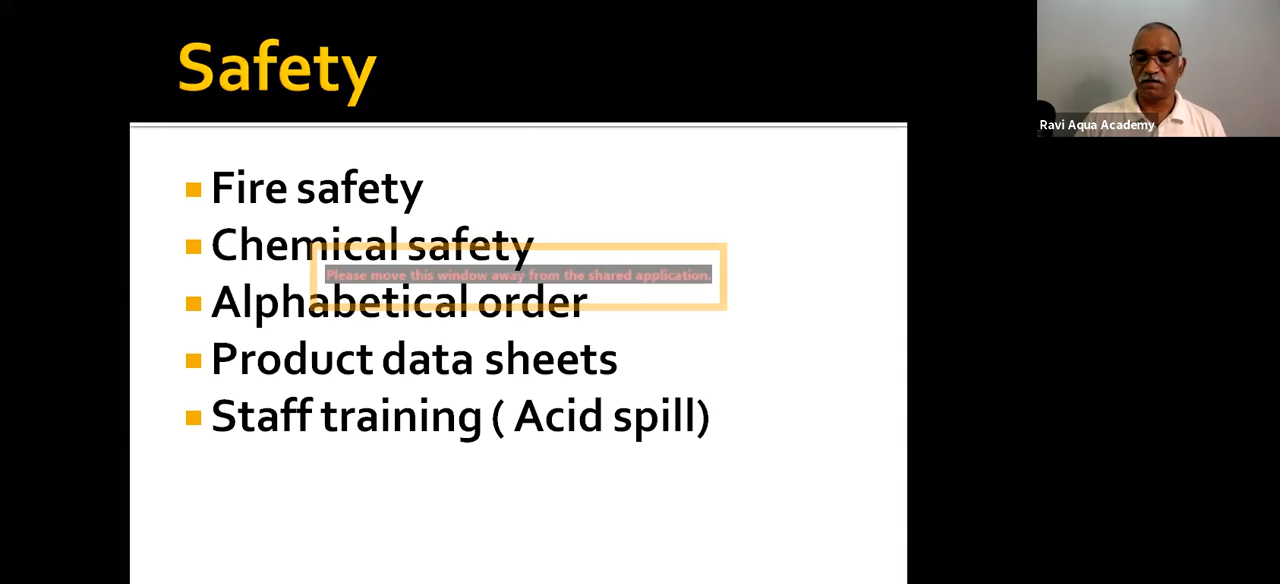 Safety
Ravi Aqua Academy
Fire safety
Chemical safety
Please move this window away from the shared application.
Alphabetical order
Product data sheets
Staff training ( Acid spill)